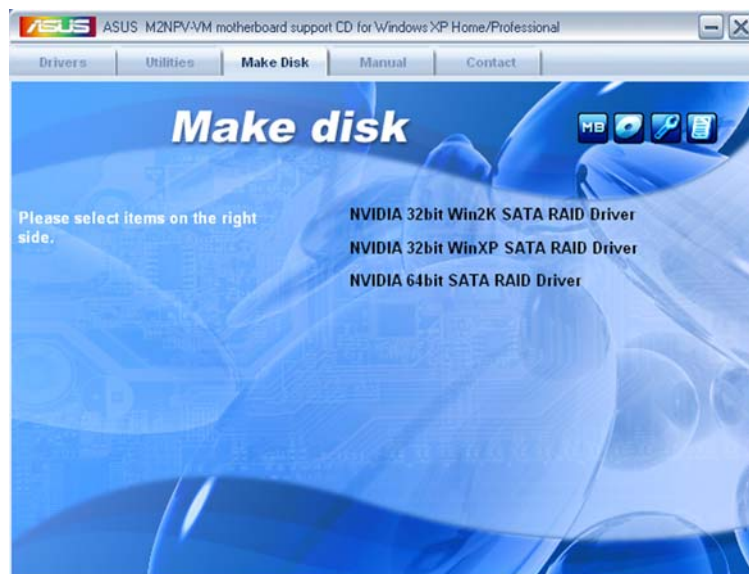 ASUS ASUS M2NPV-VM motherboard support CD for Windows XP Home/Professional
Drivers Utilities Make Disk Manual Contact
Make disk
MB
Please select items on the right
side.
NVIDIA 32bit Win2K SATA RAID Driver
NVIDIA 32bit WinXP SATA RAID Driver
NVIDIA 64bit SATA RAID Driver